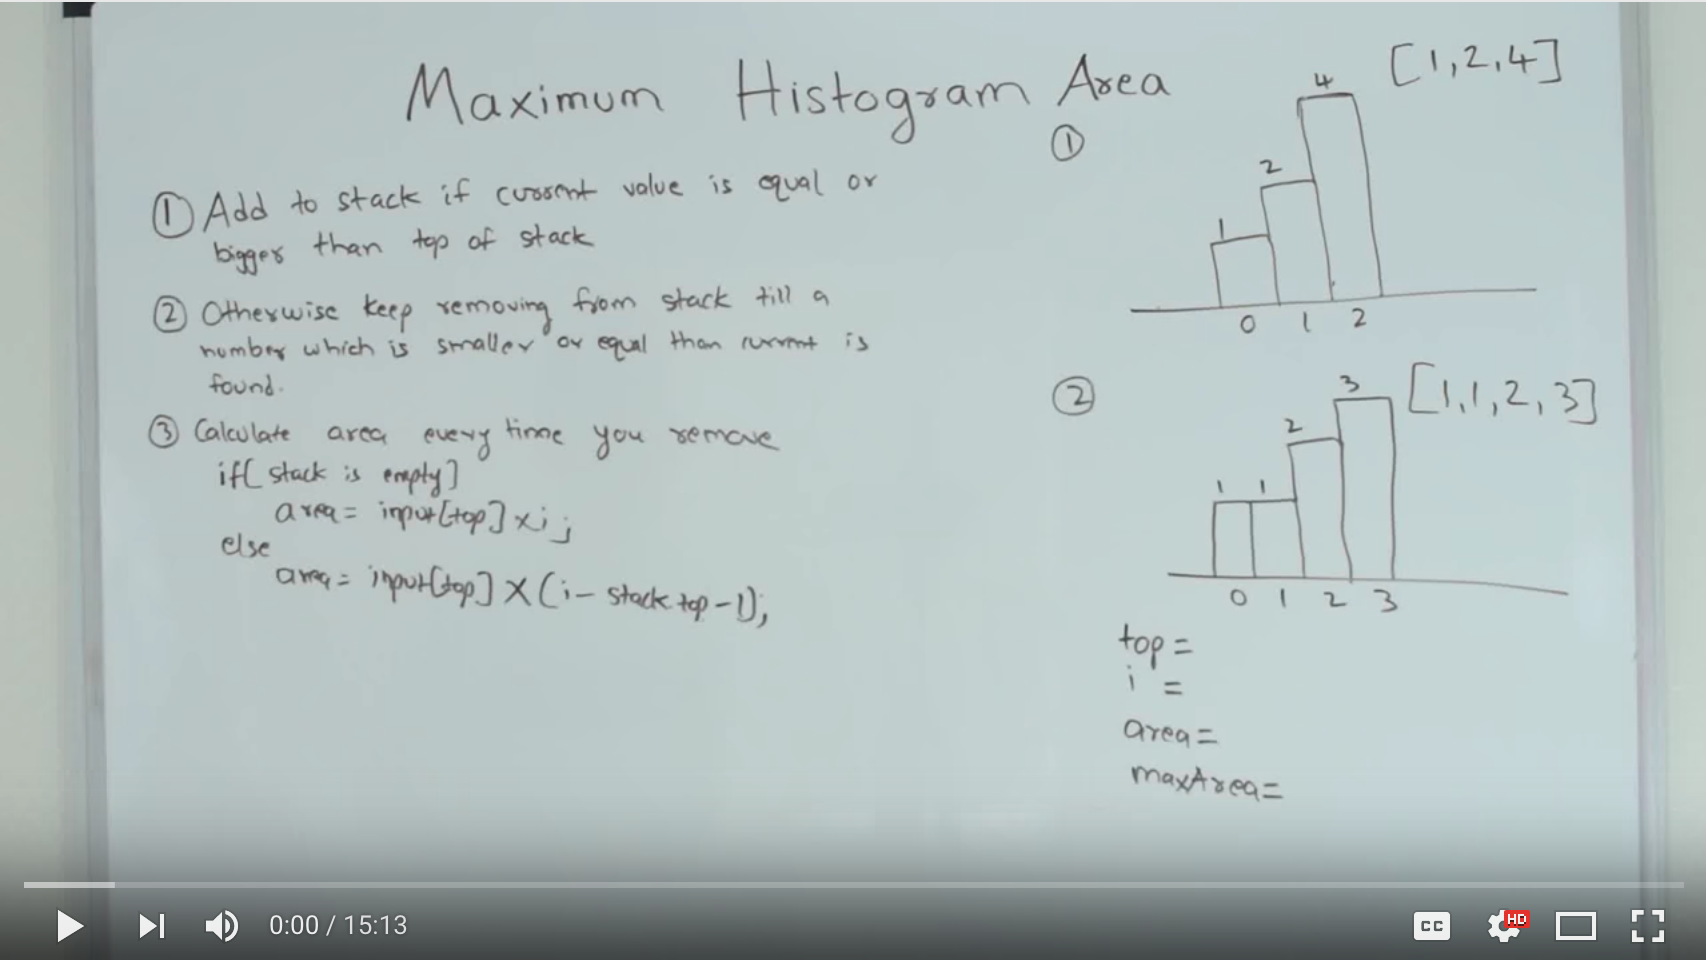 Maximum Histogram Area
① Add to stack if current value is equal or
bigger than top of stack
② Otherwise keep removing from stack till a
number which is smaller or equal than current is
found.
③ Calculate area every time you remove
if( stack is empty)
area = input[top] x i;
else
area = input[top] X (i - stack top - 1);
① [1,2,4]
4
2
1
0 1 2
② [1,1,2,3]
3
2
1 1
0 1 2 3
top =
i =
area =
maxArea =
0:00 / 15:13
CC
HD